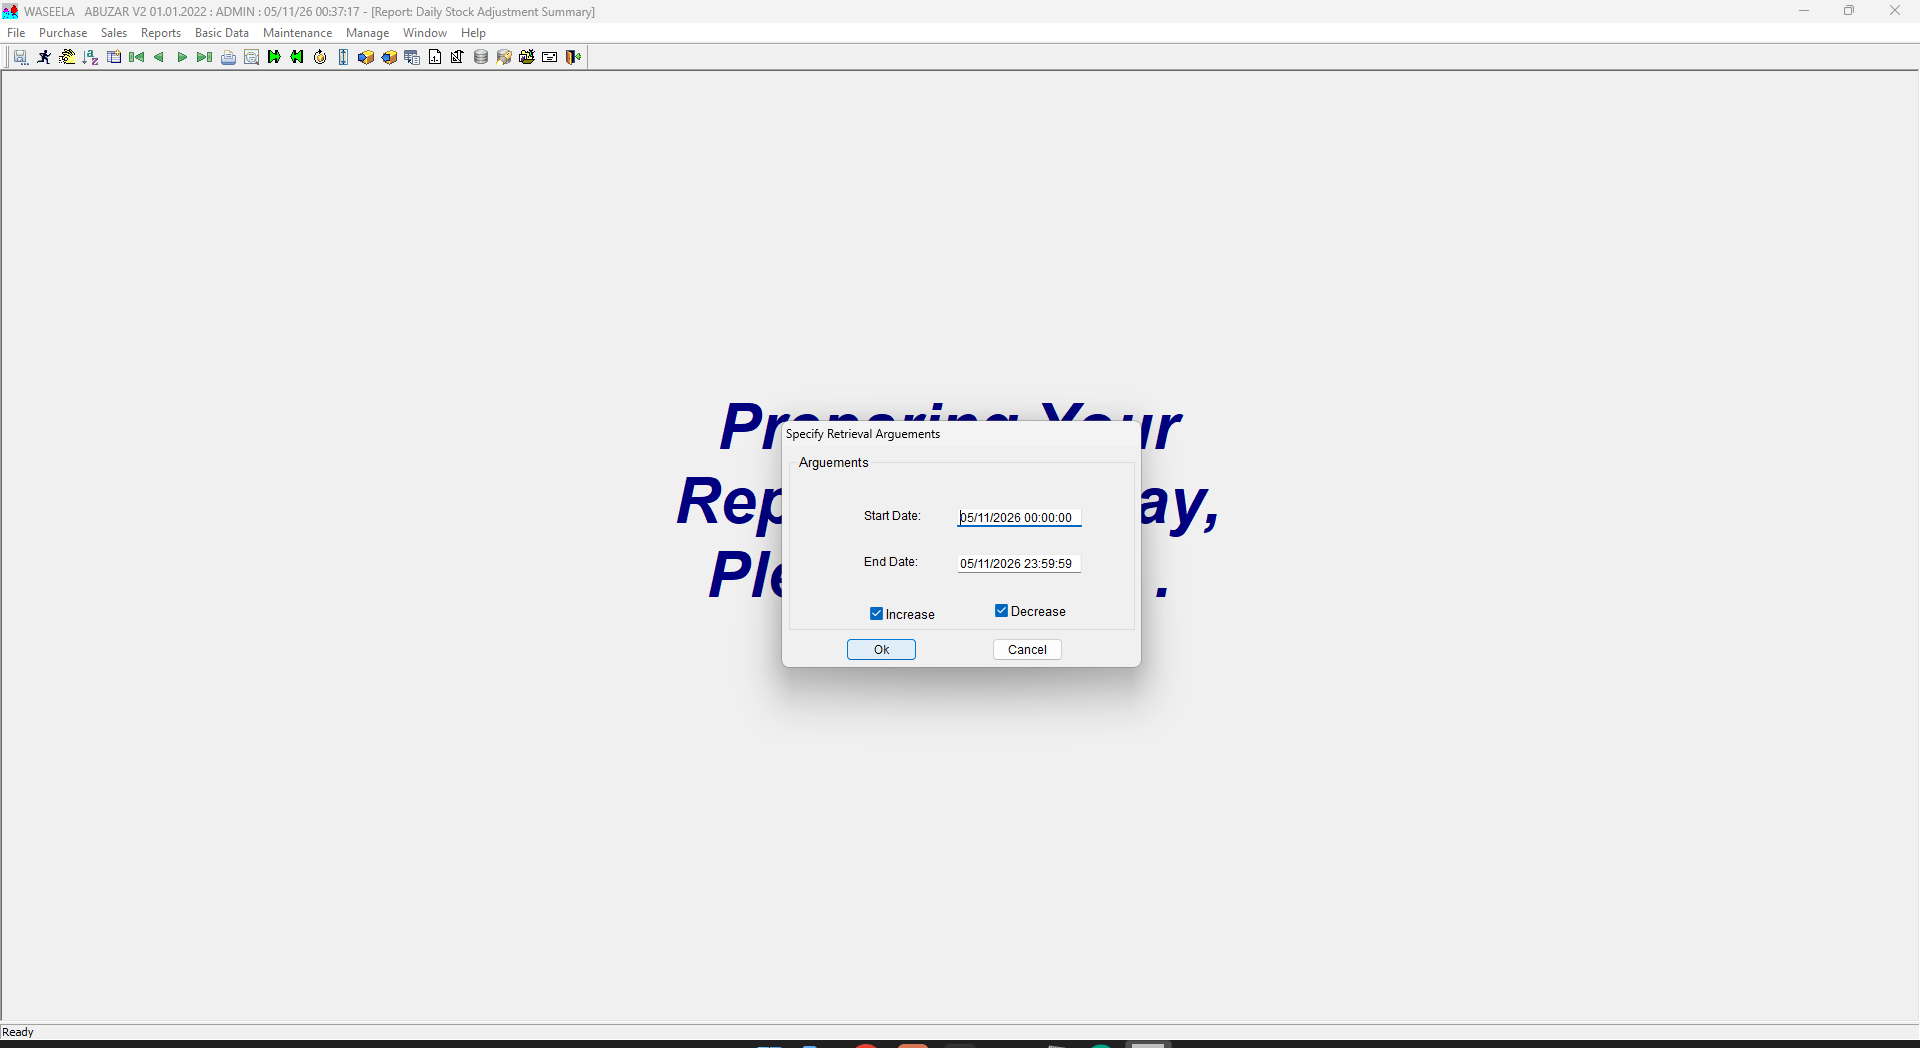 WASEELA ABUZAR V2 01.01.2022 : ADMIN : 05/11/26 00:37:17 - [Report: Daily Stock Adjustment Summary]
File Purchase Sales Reports Basic Data Maintenance Manage Window Help
Specify Retrieval Arguements
Arguements
Start Date: 05/11/2026 00:00:00
End Date: 05/11/2026 23:59:59
Increase Decrease
Ok Cancel
Ready